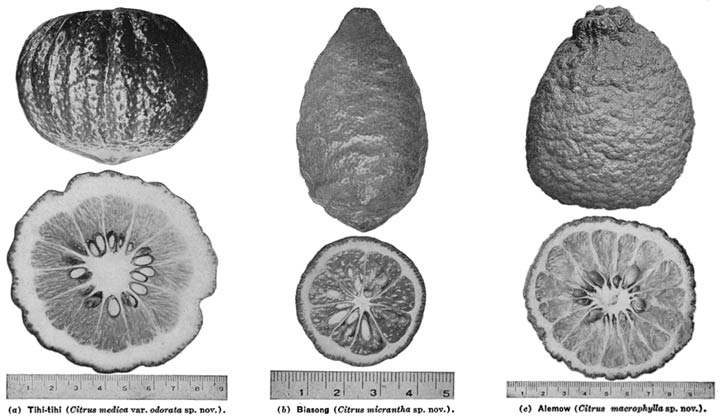 1 2 3 4 5 6 7 8 9
1 2 3 4 5
1 2 3 4 5 6 7 8 9
(a) Tihi-tihi (Citrus medica var. odorata sp. nov.).
(b) Biasong (Citrus micrantha sp. nov.).
(c) Alemow (Citrus macrophylla sp. nov.).